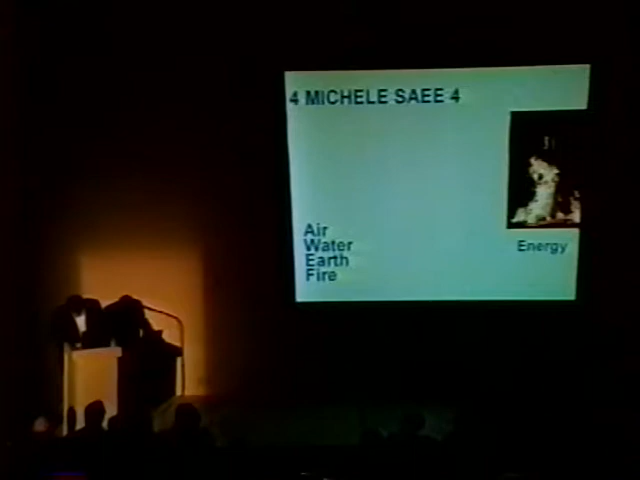 4 MICHELE SAEE 4
Air
Water
Earth
Fire
Energy